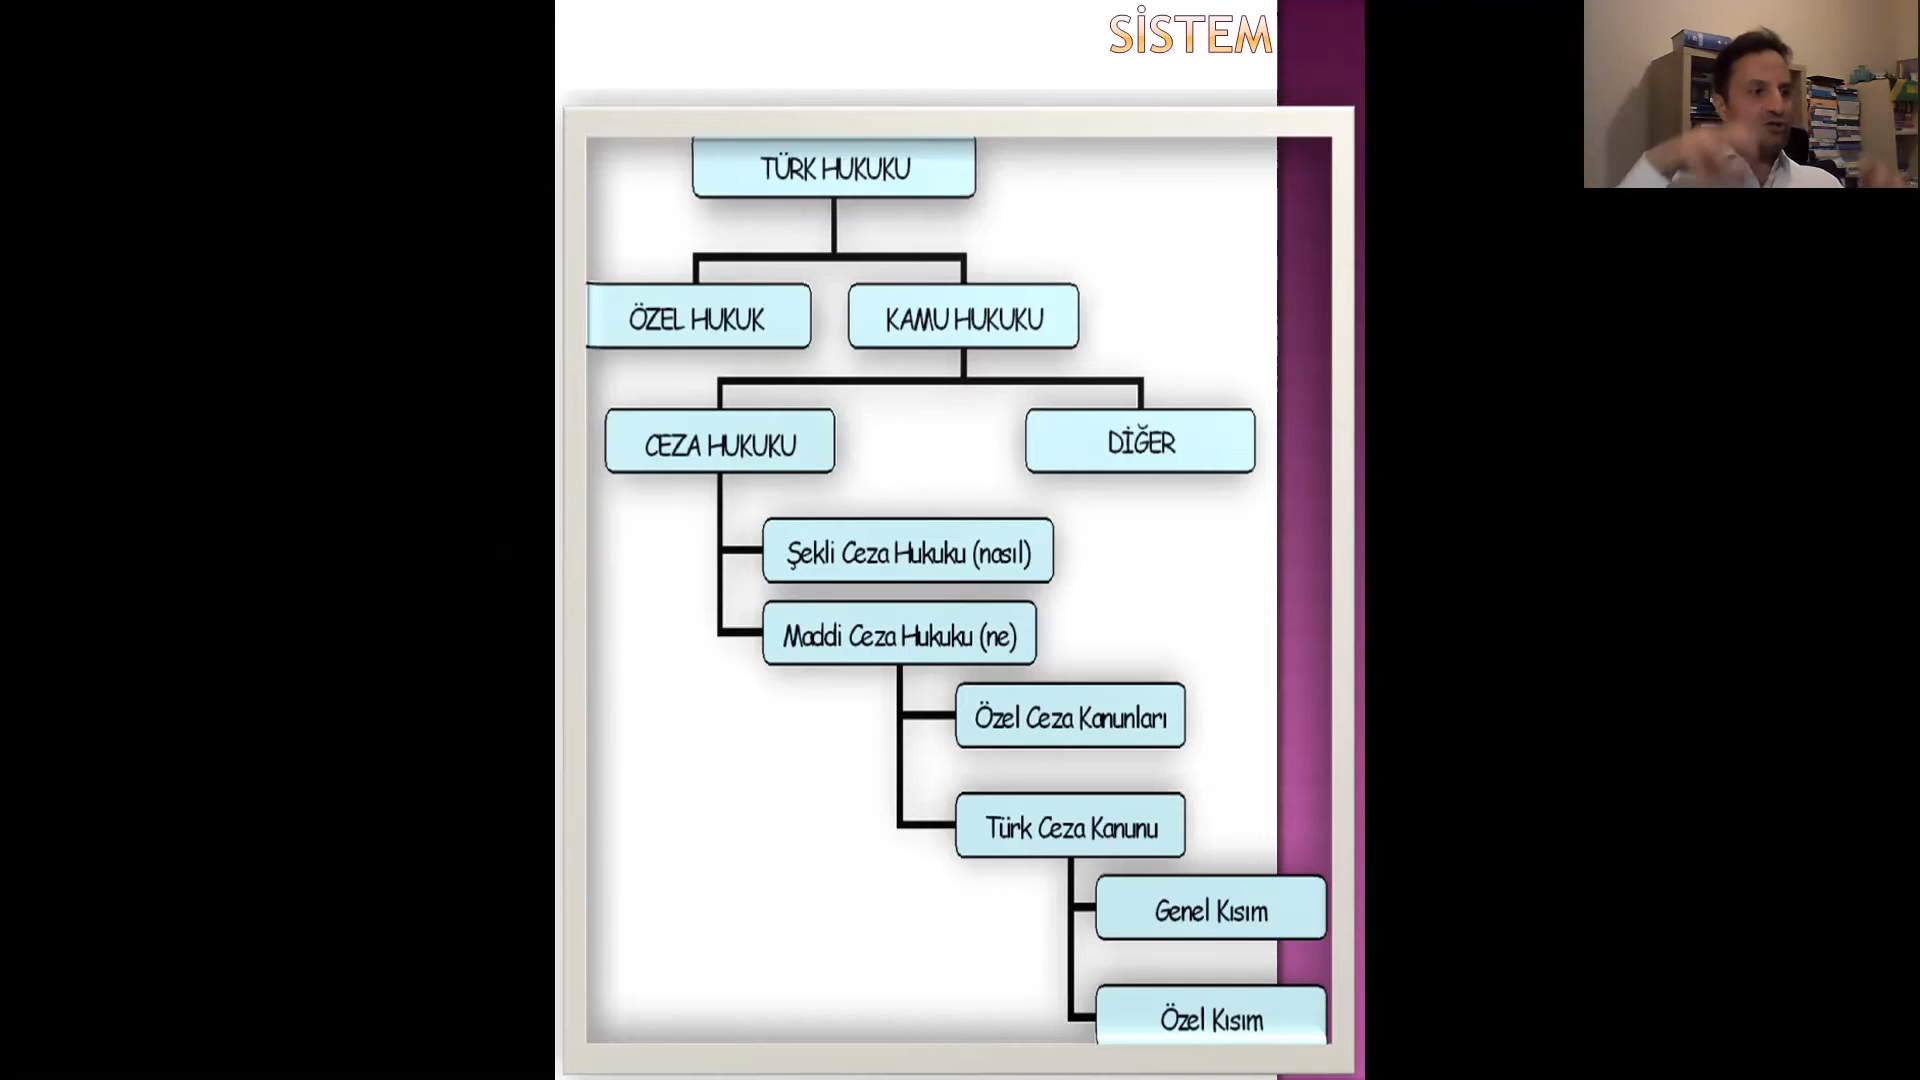 SİSTEM
TÜRK HUKUKU
ÖZEL HUKUK
KAMU HUKUKU
CEZA HUKUKU
DİĞER
Şekli Ceza Hukuku (nasıl)
Maddi Ceza Hukuku (ne)
Özel Ceza Kanunları
Türk Ceza Kanunu
Genel Kısım
Özel Kısım